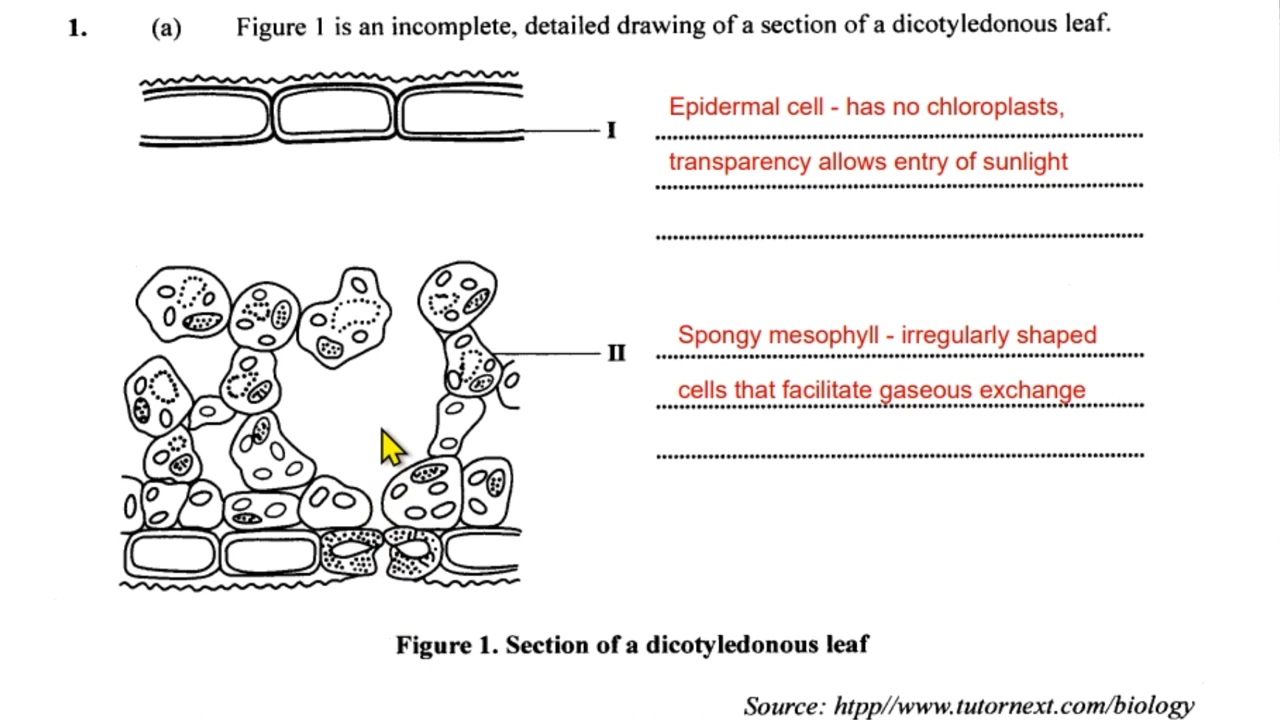 1. (a) Figure 1 is an incomplete, detailed drawing of a section of a dicotyledonous leaf.
Epidermal cell - has no chloroplasts,
I
transparency allows entry of sunlight
Spongy mesophyll - irregularly shaped
II
cells that facilitate gaseous exchange
Figure 1. Section of a dicotyledonous leaf
Source: htpp//www.tutornext.com/biology